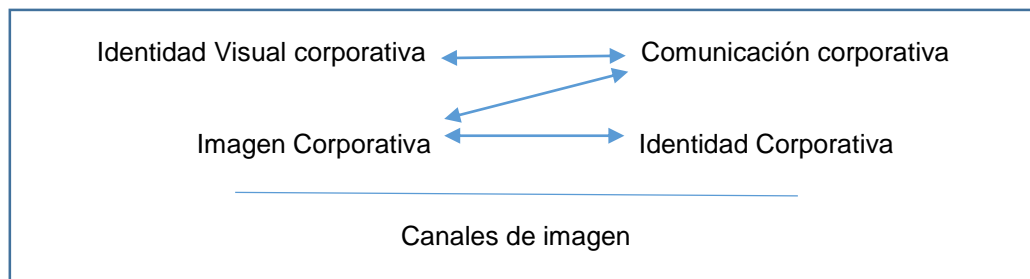 Identidad Visual corporativa Comunicación corporativa
Imagen Corporativa Identidad Corporativa
Canales de imagen